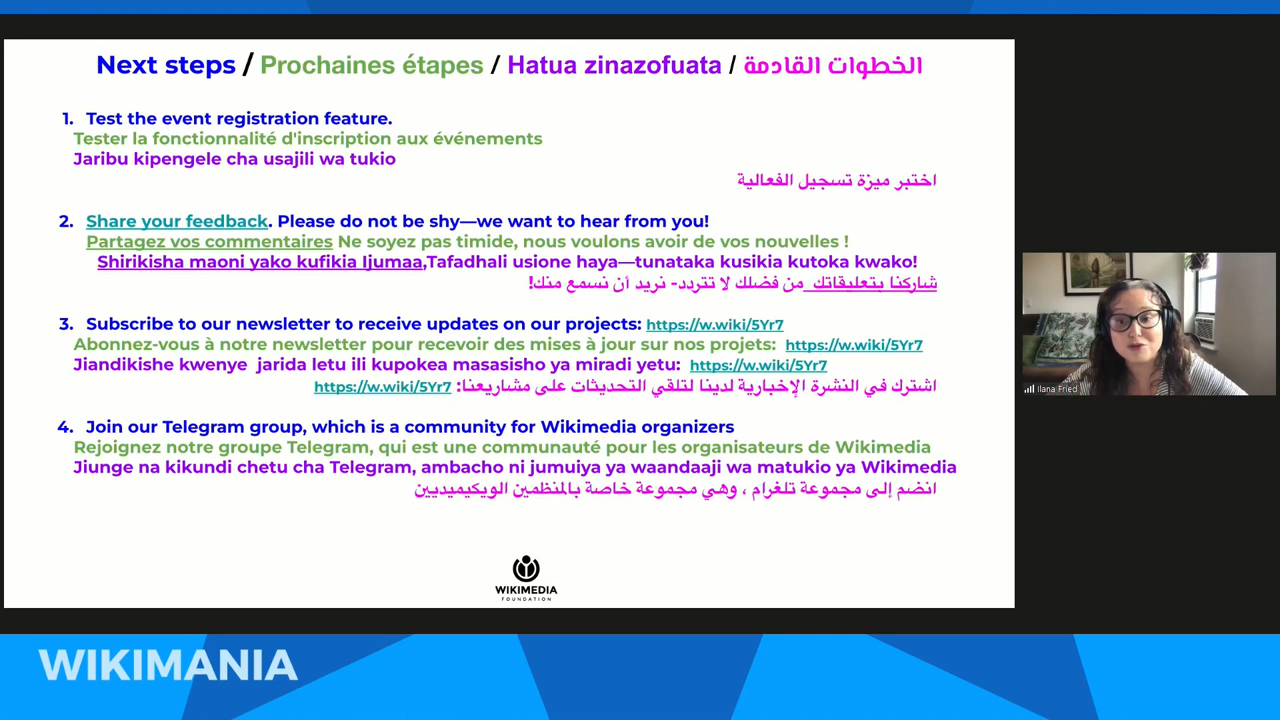 Next steps / Prochaines étapes / Hatua zinazofuata / الخطوات القادمة
1. Test the event registration feature.
Tester la fonctionnalité d'inscription aux événements
Jaribu kipengele cha usajili wa tukio
اختبر ميزة تسجيل الفعالية
2. Share your feedback. Please do not be shy—we want to hear from you!
Partagez vos commentaires Ne soyez pas timide, nous voulons avoir de vos nouvelles !
Shirikisha maoni yako kufikia Ijumaa,Tafadhali usione haya—tunataka kusikia kutoka kwako!
شاركنا بتعليقاتك من فضلك لا تتردد- نريد أن نسمع منك!
3. Subscribe to our newsletter to receive updates on our projects: https://w.wiki/5Yr7
Abonnez-vous à notre newsletter pour recevoir des mises à jour sur nos projets: https://w.wiki/5Yr7
Jiandikishe kwenye jarida letu ili kupokea masasisho ya miradi yetu: https://w.wiki/5Yr7
اشترك في النشرة الإخبارية لدينا لتلقي التحديثات على مشاريعنا: https://w.wiki/5Yr7
4. Join our Telegram group, which is a community for Wikimedia organizers
Rejoignez notre groupe Telegram, qui est une communauté pour les organisateurs de Wikimedia
Jiunge na kikundi chetu cha Telegram, ambacho ni jumuiya ya waandaaji wa matukio ya Wikimedia
انضم إلى مجموعة تلغرام ، وهي مجموعة خاصة بالمنظمين الويكيميديين
WIKIMEDIA
FOUNDATION
Ilana Fried
WIKIMANIA